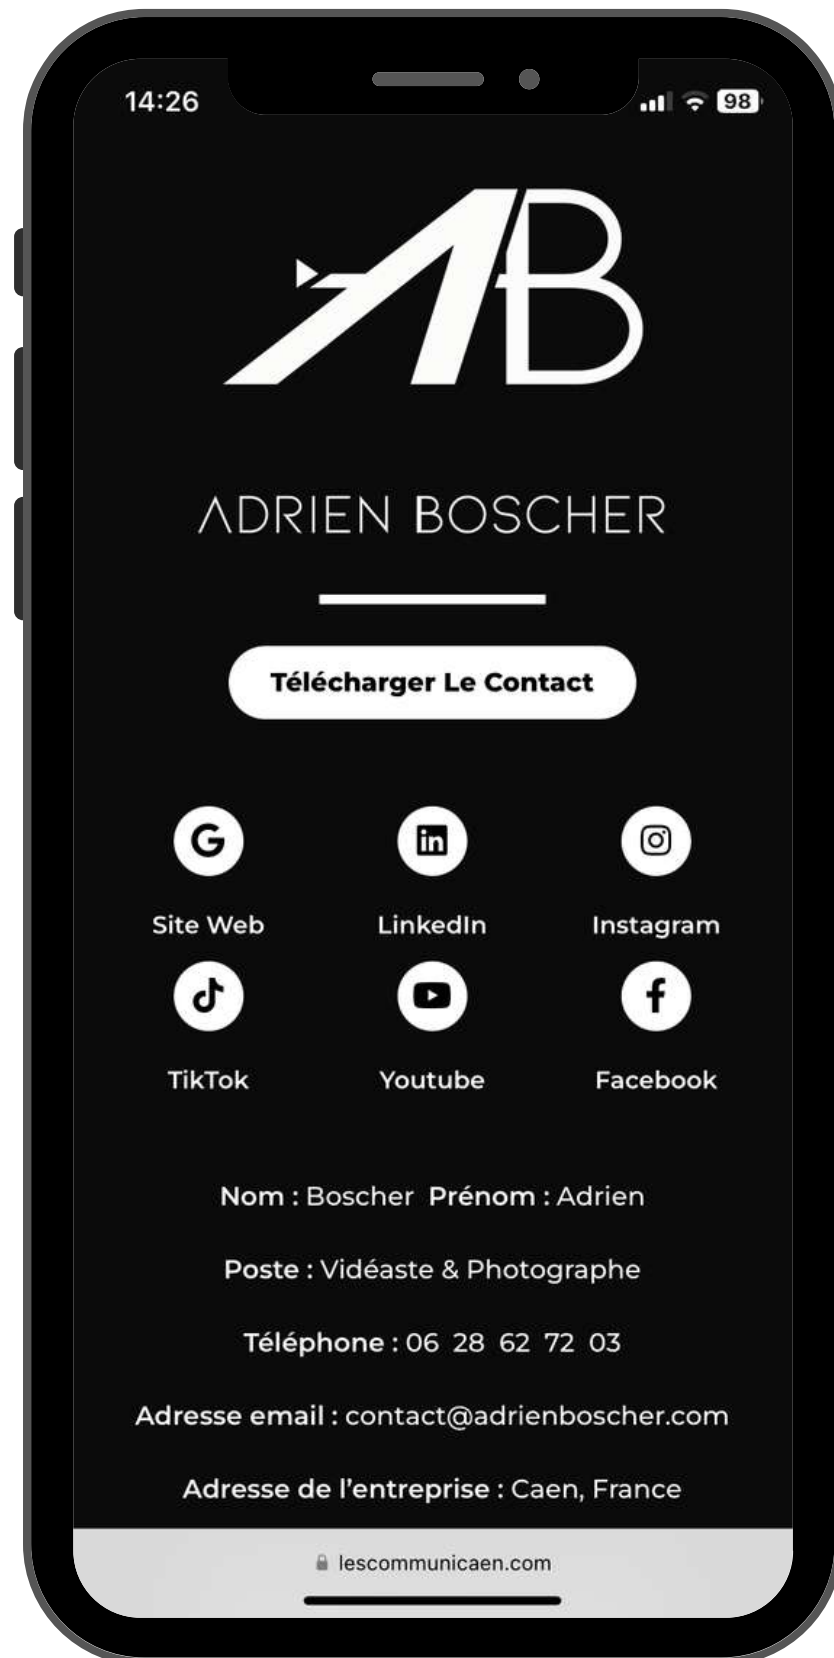 14:26
98
AB
ADRIEN BOSCHER
Télécharger Le Contact
Site Web LinkedIn Instagram
TikTok Youtube Facebook
Nom : Boscher Prénom : Adrien
Poste : Vidéaste & Photographe
Téléphone : 06 28 62 72 03
Adresse email : contact@adrienboscher.com
Adresse de l’entreprise : Caen, France
lescommunicaen.com